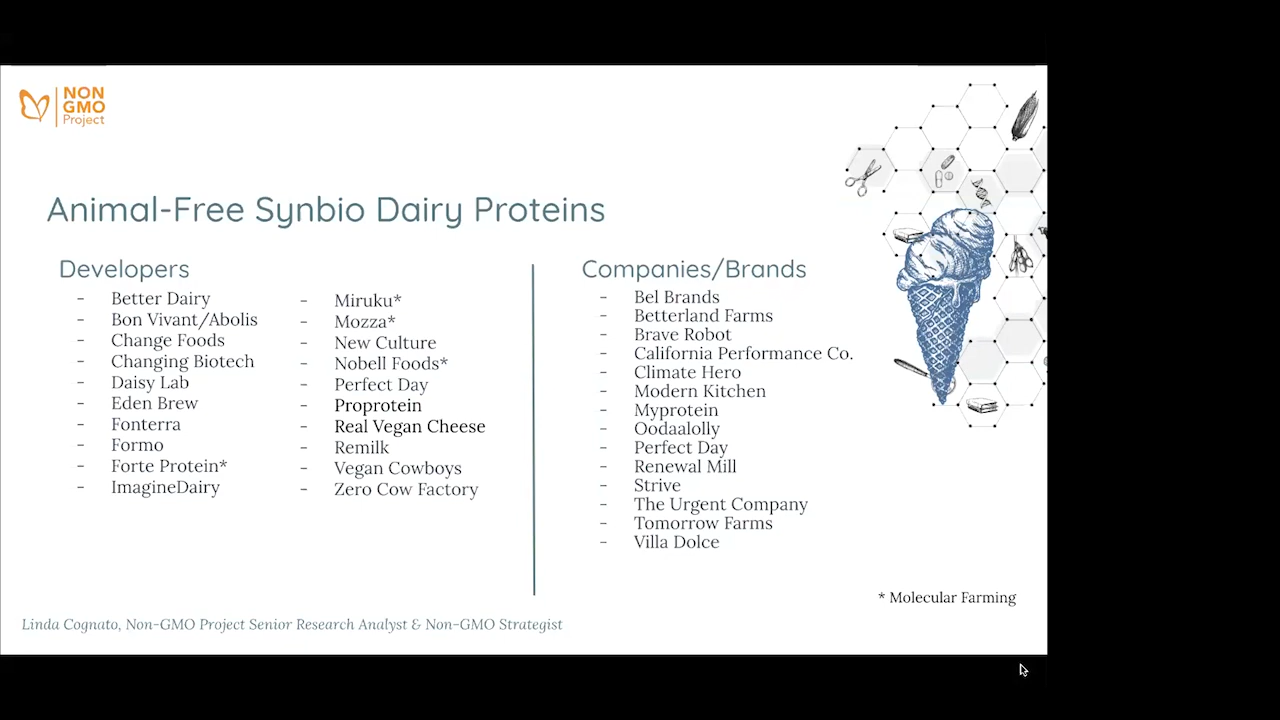 NON
GMO
Project
Animal-Free Synbio Dairy Proteins
Developers
- Better Dairy
- Bon Vivant/Abolis
- Change Foods
- Changing Biotech
- Daisy Lab
- Eden Brew
- Fonterra
- Formo
- Forte Protein*
- ImagineDairy
- Miruku*
- Mozza*
- New Culture
- Nobell Foods*
- Perfect Day
- Proprotein
- Real Vegan Cheese
- Remilk
- Vegan Cowboys
- Zero Cow Factory
Companies/Brands
- Bel Brands
- Betterland Farms
- Brave Robot
- California Performance Co.
- Climate Hero
- Modern Kitchen
- Myprotein
- Oodaalolly
- Perfect Day
- Renewal Mill
- Strive
- The Urgent Company
- Tomorrow Farms
- Villa Dolce
* Molecular Farming
Linda Cognato, Non-GMO Project Senior Research Analyst & Non-GMO Strategist